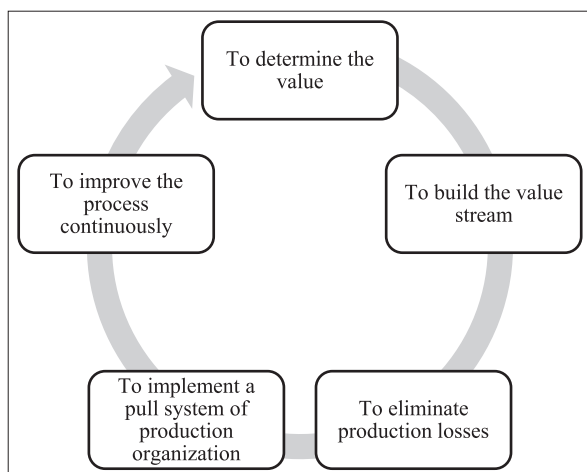 To determine the
value
To build the value
stream
To eliminate
production losses
To implement a
pull system of
production
organization
To improve the
process
continuously